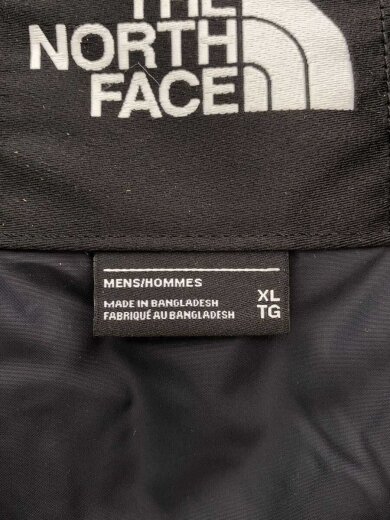 THE
NORTH
FACE
MENS/HOMMES
MADE IN BANGLADESH
FABRIQUÉ AU BANGLADESH
XL
TG